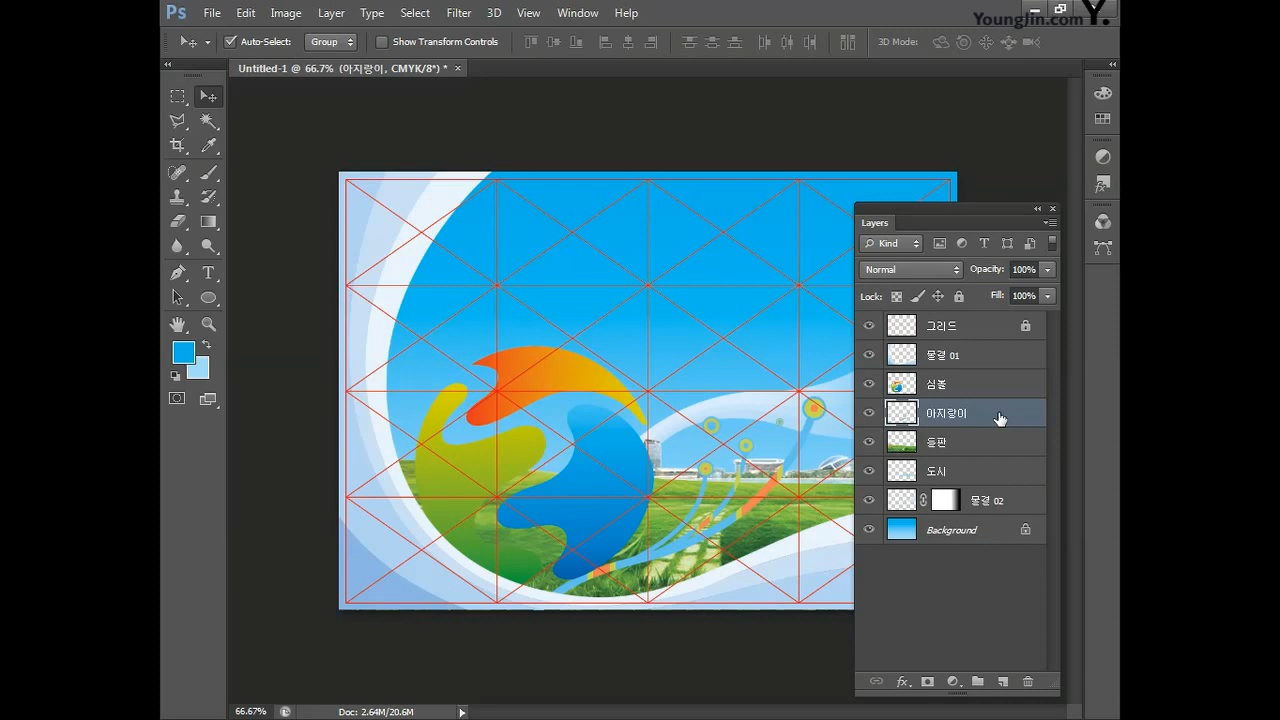 Ps File Edit Image Layer Type Select Filter 3D View Window Help
YoungJin.com Y.
Auto-Select: Group Show Transform Controls 3D Mode:
Untitled-1 @ 66.7% (아지랑이, CMYK/8*) * ×
Layers
Kind
Normal Opacity: 100%
Lock: Fill: 100%
그리드
물결 01
심볼
아지랑이
들판
도시
물결 02
Background
66.67% Doc: 2.64M/20.6M